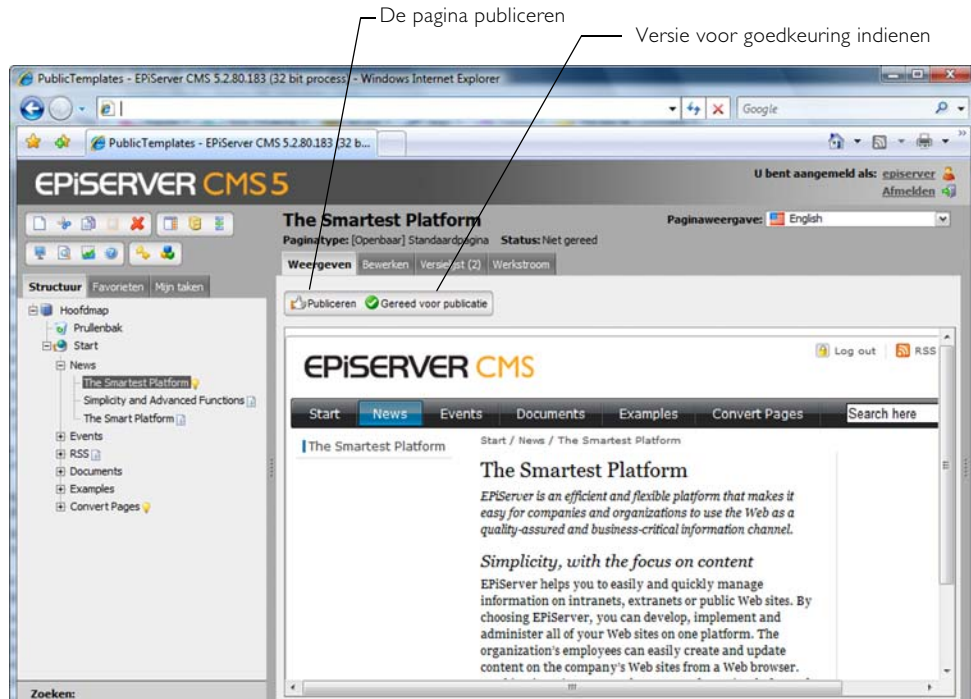 De pagina publiceren
Versie voor goedkeuring indienen
PublicTemplates - EPiServer CMS 5.2.80.183 (32 bit process) - Windows Internet Explorer
Google
PublicTemplates - EPiServer CMS 5.2.80.183 (32 b...
EPiSERVER CMS 5
U bent aangemeld als: episerver
Afmelden
The Smartest Platform
Paginaweergave: English
Paginatype: [Openbaar] Standaardpagina Status: Niet gereed
Weergeven Bewerken Versielijst (2) Werkstroom
Structuur Favorieten Mijn taken
Publiceren Gereed voor publicatie
Hoofdmap
Prullenbak
Start
News
The Smartest Platform
Simplicity and Advanced Functions
The Smart Platform
Events
RSS
Documents
Examples
Convert Pages
Zoeken:
EPiSERVER CMS
Log out RSS
Start News Events Documents Examples Convert Pages Search here
The Smartest Platform
Start / News / The Smartest Platform
The Smartest Platform
EPiServer is an efficient and flexible platform that makes it
easy for companies and organizations to use the Web as a
quality-assured and business-critical information channel.
Simplicity, with the focus on content
EPiServer helps you to easily and quickly manage
information on intranets, extranets or public Web sites. By
choosing EPiServer, you can develop, implement and
administer all of your Web sites on one platform. The
organization's employees can easily create and update
content on the company's Web sites from a Web browser.